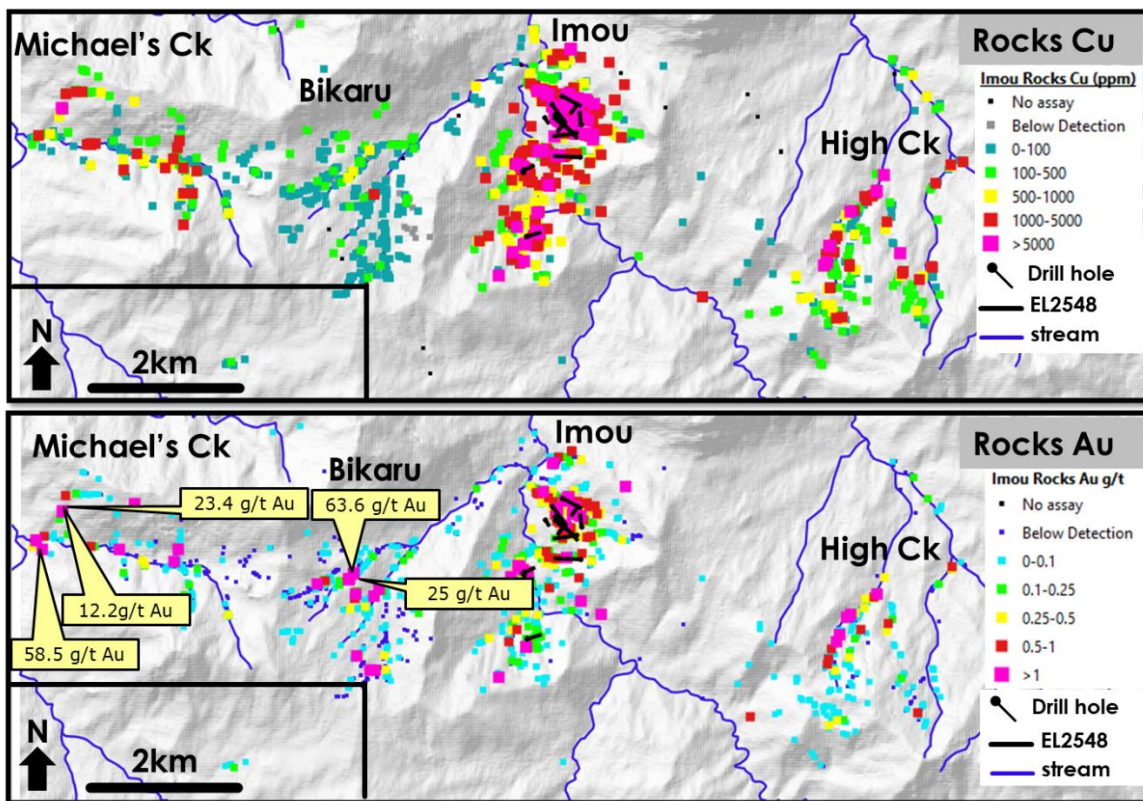 Michael's Ck
Imou
Bikaru
High Ck
N
2km
Rocks Cu
Imou Rocks Cu (ppm)
No assay
Below Detection
0-100
100-500
500-1000
1000-5000
>5000
Drill hole
EL2548
stream
Michael's Ck
Imou
Bikaru
High Ck
23.4 g/t Au
63.6 g/t Au
12.2g/t Au
25 g/t Au
58.5 g/t Au
N
2km
Rocks Au
Imou Rocks Au g/t
No assay
Below Detection
0-0.1
0.1-0.25
0.25-0.5
0.5-1
>1
Drill hole
EL2548
stream